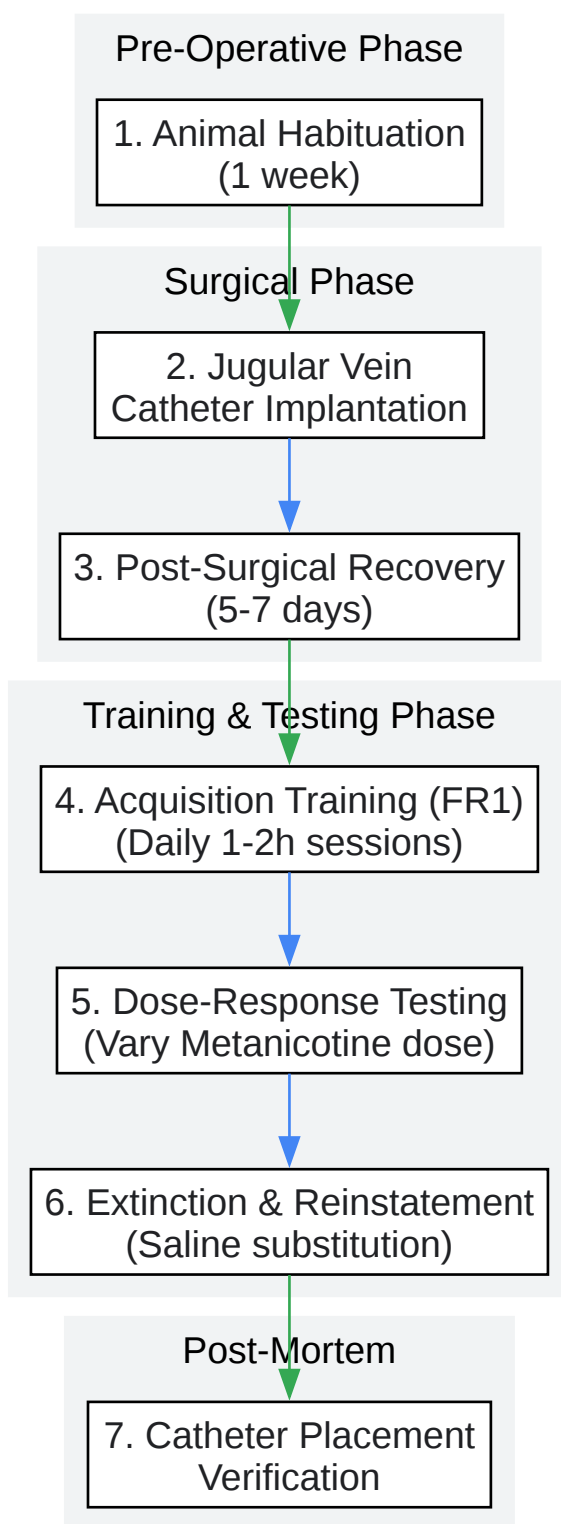 Pre-Operative Phase
1. Animal Habituation
(1 week)
Surgical Phase
2. Jugular Vein
Catheter Implantation
3. Post-Surgical Recovery
(5-7 days)
Training & Testing Phase
4. Acquisition Training (FR1)
(Daily 1-2h sessions)
5. Dose-Response Testing
(Vary Metanicotine dose)
6. Extinction & Reinstatement
(Saline substitution)
Post-Mortem
7. Catheter Placement
Verification